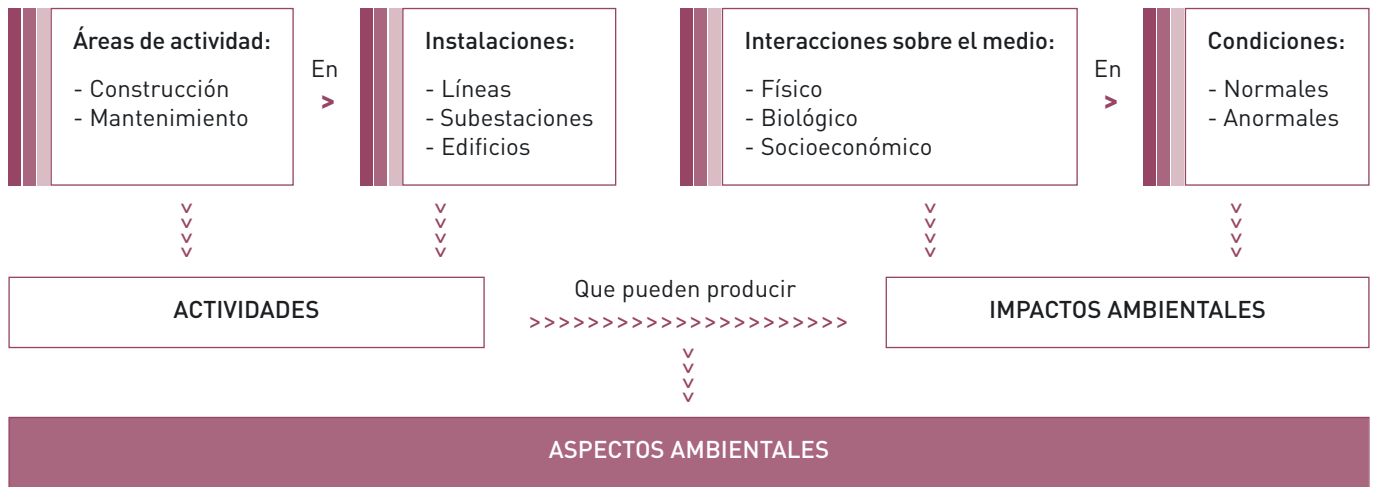 Áreas de actividad:
- Construcción
- Mantenimiento
En
>
Instalaciones:
- Líneas
- Subestaciones
- Edificios
Interacciones sobre el medio:
- Físico
- Biológico
- Socioeconómico
En
>
Condiciones:
- Normales
- Anormales
ACTIVIDADES
Que pueden producir
>>>>>>>>>>>>>>>>>>>>>>
IMPACTOS AMBIENTALES
ASPECTOS AMBIENTALES